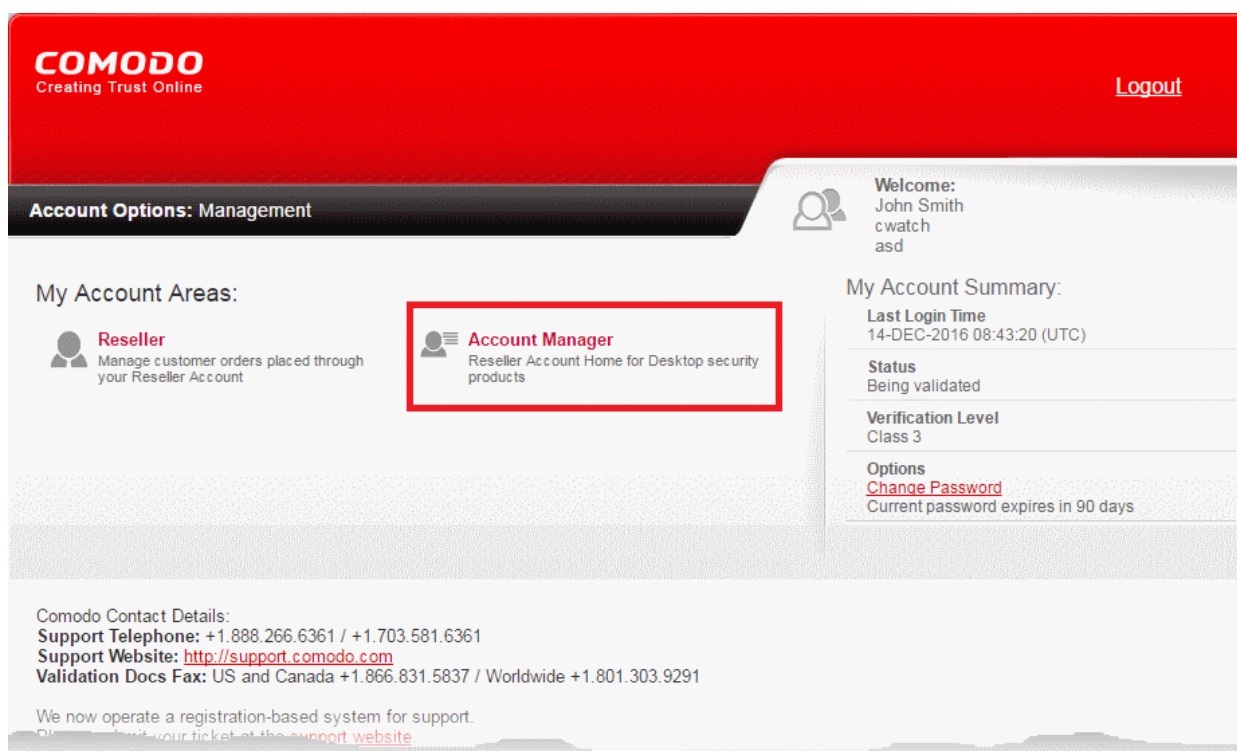 COMODO
Creating Trust Online
Logout
Account Options: Management
Welcome:
John Smith
cwatch
asd
My Account Areas:
Reseller
Manage customer orders placed through
your Reseller Account
Account Manager
Reseller Account Home for Desktop security
products
My Account Summary:
Last Login Time
14-DEC-2016 08:43:20 (UTC)
Status
Being validated
Verification Level
Class 3
Options
Change Password
Current password expires in 90 days
Comodo Contact Details:
Support Telephone: +1.888.266.6361 / +1.703.581.6361
Support Website: http://support.comodo.com
Validation Docs Fax: US and Canada +1.866.831.5837 / Worldwide +1.801.303.9291
We now operate a registration-based system for support.
your ticket at the support website